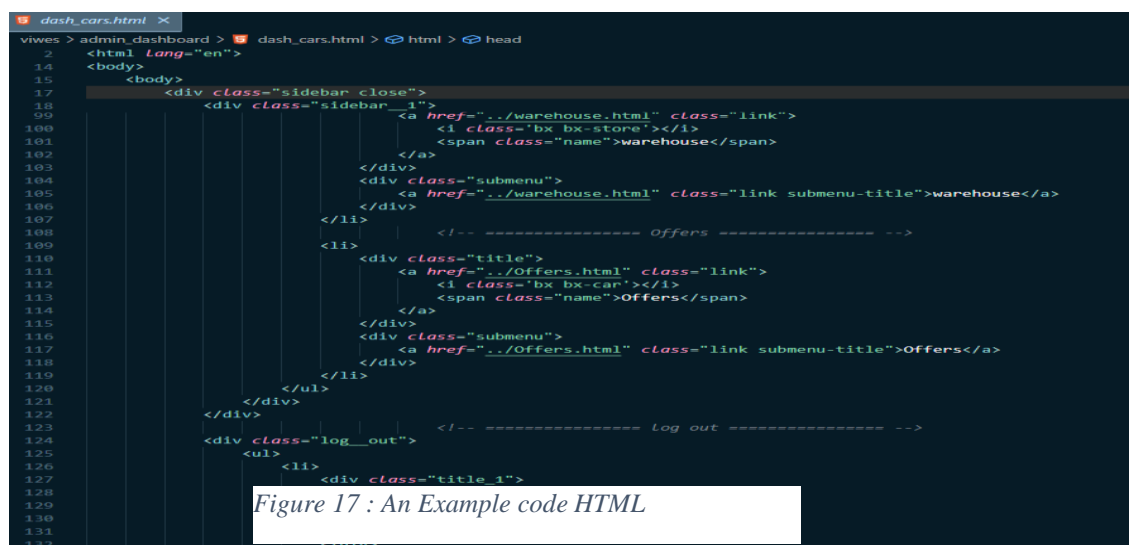 dash_cars.html ×
viwes > admin_dashboard > dash_cars.html > html > head
2 <html lang="en">
14 <body>
15 <body>
17 <div class="sidebar close">
18 <div class="sidebar__1">
99 <a href="../warehouse.html" class="link">
100 <i class='bx bx-store'></i>
101 <span class="name">warehouse</span>
102 </a>
103 </div>
104 <div class="submenu">
105 <a href="../warehouse.html" class="link submenu-title">warehouse</a>
106 </div>
107 </li>
108 <!-- ================ Offers ================ -->
109 <li>
110 <div class="title">
111 <a href="../Offers.html" class="link">
112 <i class='bx bx-car'></i>
113 <span class="name">Offers</span>
114 </a>
115 </div>
116 <div class="submenu">
117 <a href="../Offers.html" class="link submenu-title">Offers</a>
118 </div>
119 </li>
120 </ul>
121 </div>
122 </div>
123 <!-- ================ Log out ================ -->
124 <div class="log__out">
125 <ul>
126 <li>
127 <div class="title_1">
128
129
Figure 17 : An Example code HTML
130
131
132